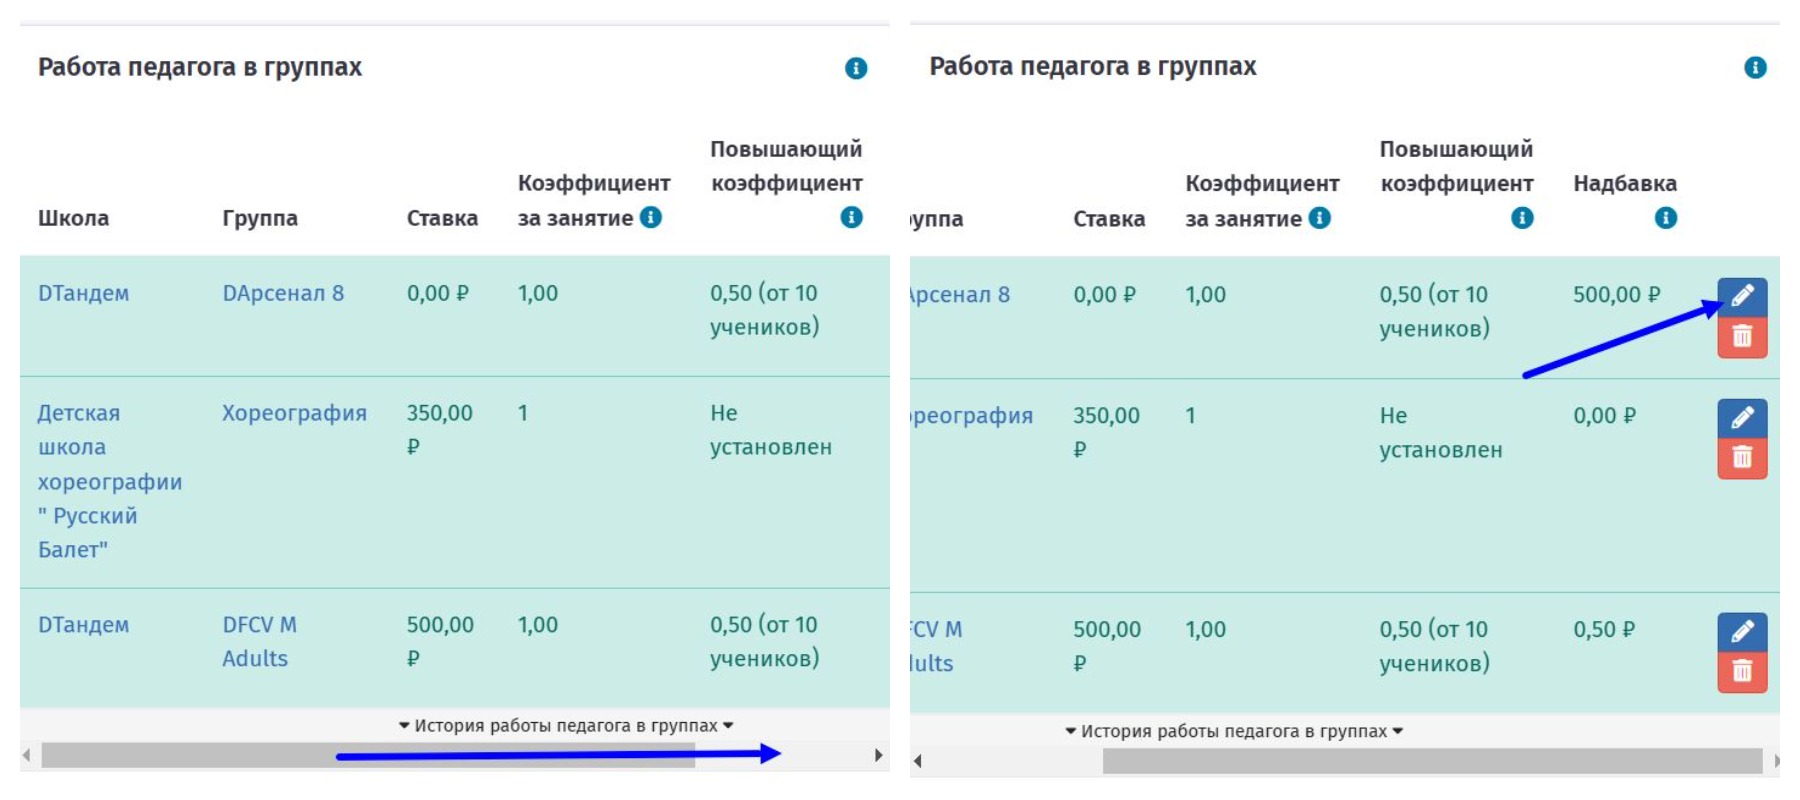 Работа педагога в группах
Повышающий
Коэффициент коэффициент
Школа Группа Ставка за занятие
DТандем DАрсенал 8 0,00 ₽ 1,00 0,50 (от 10
учеников)
Детская Хореография 350,00 1 Не
школа ₽ установлен
хореографии
" Русский
Балет"
DТандем DFCV M 500,00 1,00 0,50 (от 10
Adults ₽ учеников)
История работы педагога в группах
Работа педагога в группах
Повышающий
Коэффициент коэффициент Надбавка
уппа Ставка за занятие
Арсенал 8 0,00 ₽ 1,00 0,50 (от 10 500,00 ₽
учеников)
ореография 350,00 1 Не 0,00 ₽
₽ установлен
FCV M 500,00 1,00 0,50 (от 10 0,50 ₽
dults ₽ учеников)
История работы педагога в группах